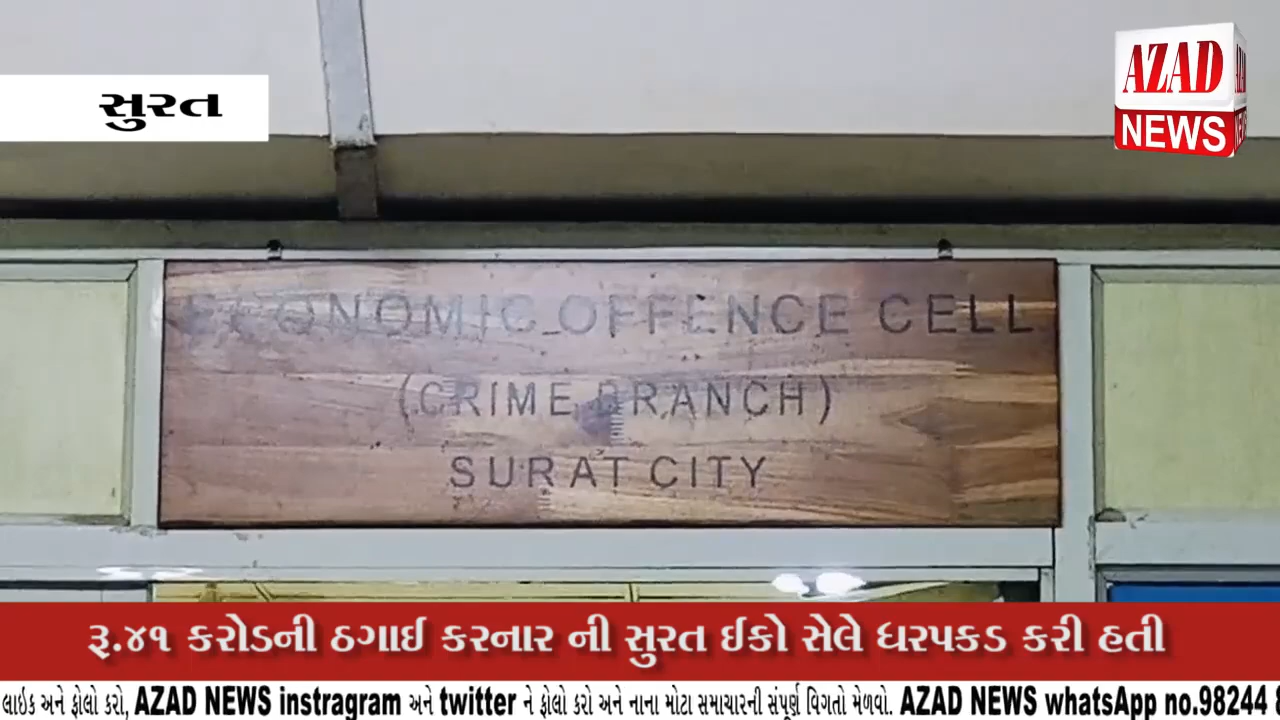 AZAD
NEWS
સુરત
ECONOMIC OFFENCE CELL
(CRIME BRANCH)
SURAT CITY
રૂ.૪૧ કરોડની ઠગાઈ કરનાર ની સુરત ઈકો સેલે ધરપકડ કરી હતી
લાઇક અને ફોલો કરો, AZAD NEWS instragram અને twitter ને ફોલો કરો અને નાના મોટા સમાચારની સંપૂર્ણ વિગતો મેળવો. AZAD NEWS whatsApp no.98244